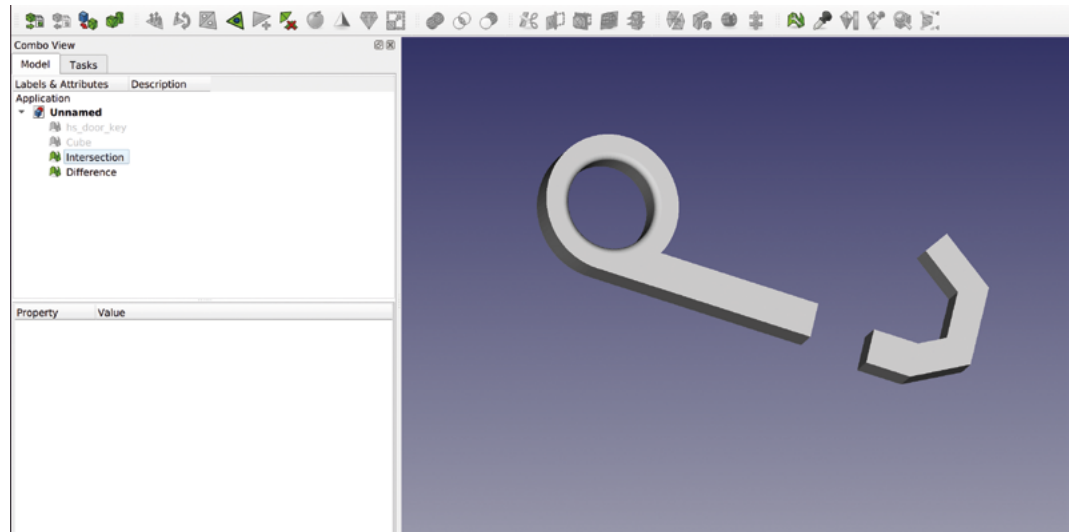 Combo View
Model Tasks
Labels & Attributes Description
Application
Unnamed
hs_door_key
Cube
Intersection
Difference
Property Value